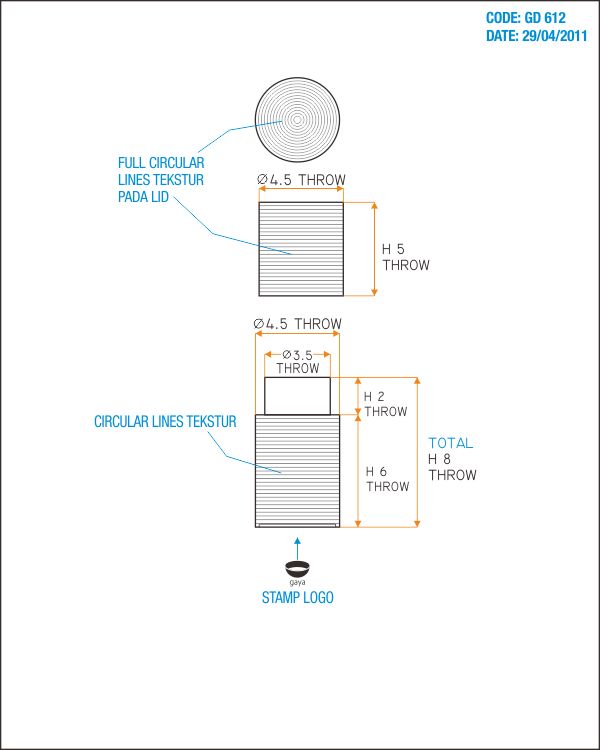 CODE: GD 612
DATE: 29/04/2011
FULL CIRCULAR
LINES TEKSTUR
PADA LID
Ø4.5 THROW
H 5
THROW
Ø4.5 THROW
Ø3.5
THROW
H 2
THROW
CIRCULAR LINES TEKSTUR
TOTAL
H 8
THROW
H 6
THROW
gaya
STAMP LOGO